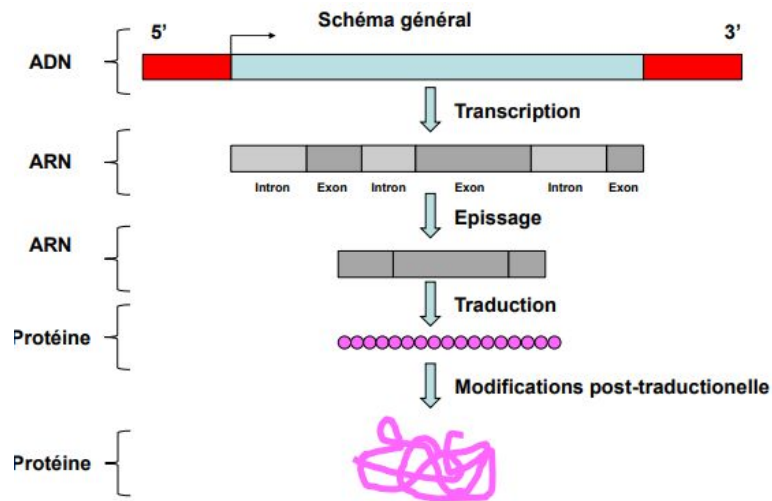 Schéma général
5’ 3’
ADN
Transcription
ARN
Intron Exon Intron Exon Intron Exon
Epissage
ARN
Traduction
Protéine
Modifications post-traductionelle
Protéine